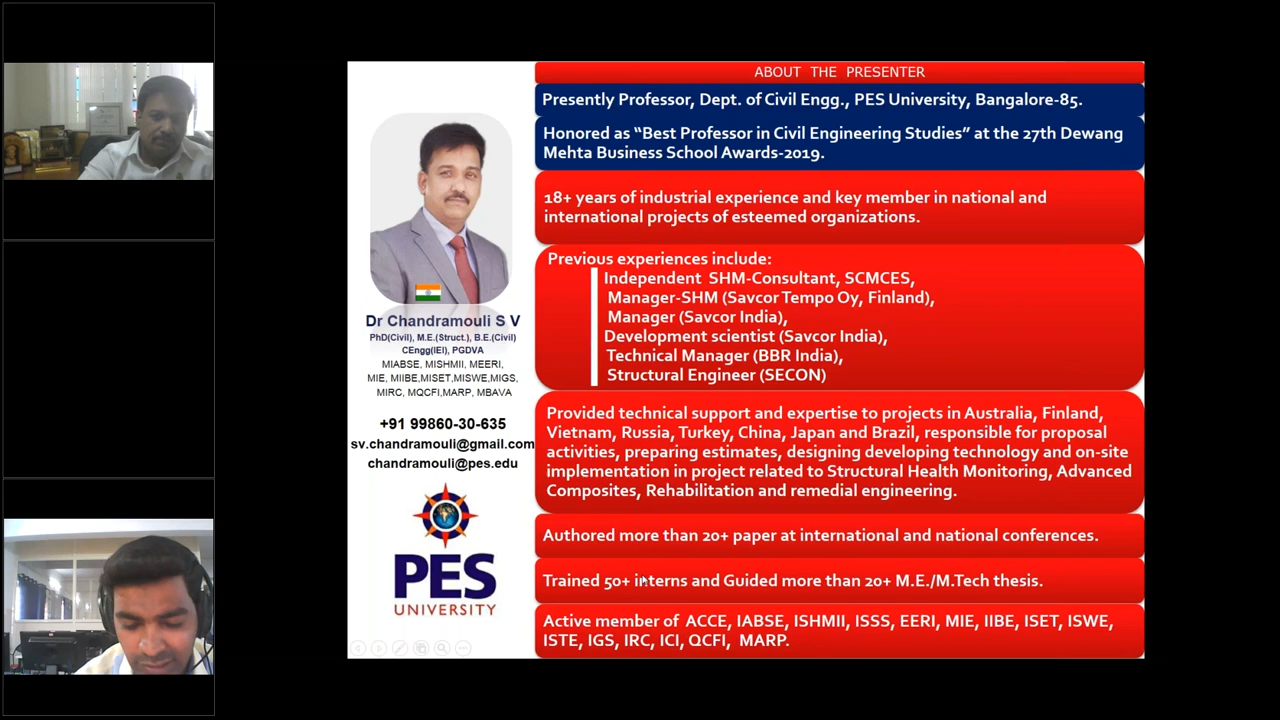 ABOUT THE PRESENTER
Presently Professor, Dept. of Civil Engg., PES University, Bangalore-85.
Honored as “Best Professor in Civil Engineering Studies” at the 27th Dewang
Mehta Business School Awards-2019.
18+ years of industrial experience and key member in national and
international projects of esteemed organizations.
Previous experiences include:
Independent SHM-Consultant, SCMCES,
Manager-SHM (Savcor Tempo Oy, Finland),
Manager (Savcor India),
Development scientist (Savcor India),
Technical Manager (BBR India),
Structural Engineer (SECON)
Provided technical support and expertise to projects in Australia, Finland,
Vietnam, Russia, Turkey, China, Japan and Brazil, responsible for proposal
activities, preparing estimates, designing developing technology and on-site
implementation in project related to Structural Health Monitoring, Advanced
Composites, Rehabilitation and remedial engineering.
Authored more than 20+ paper at international and national conferences.
Trained 50+ interns and Guided more than 20+ M.E./M.Tech thesis.
Active member of ACCE, IABSE, ISHMII, ISSS, EERI, MIE, IIBE, ISET, ISWE,
ISTE, IGS, IRC, ICI, QCFI, MARP.
Dr Chandramouli S V
PhD(Civil), M.E.(Struct.), B.E.(Civil)
CEngg(IEI), PGDVA
MIABSE, MISHMII, MEERI,
MIE, MIIBE,MISET,MISWE,MIGS,
MIRC, MQCFI,MARP, MBAVA
+91 99860-30-635
sv.chandramouli@gmail.com
chandramouli@pes.edu
PES
UNIVERSITY